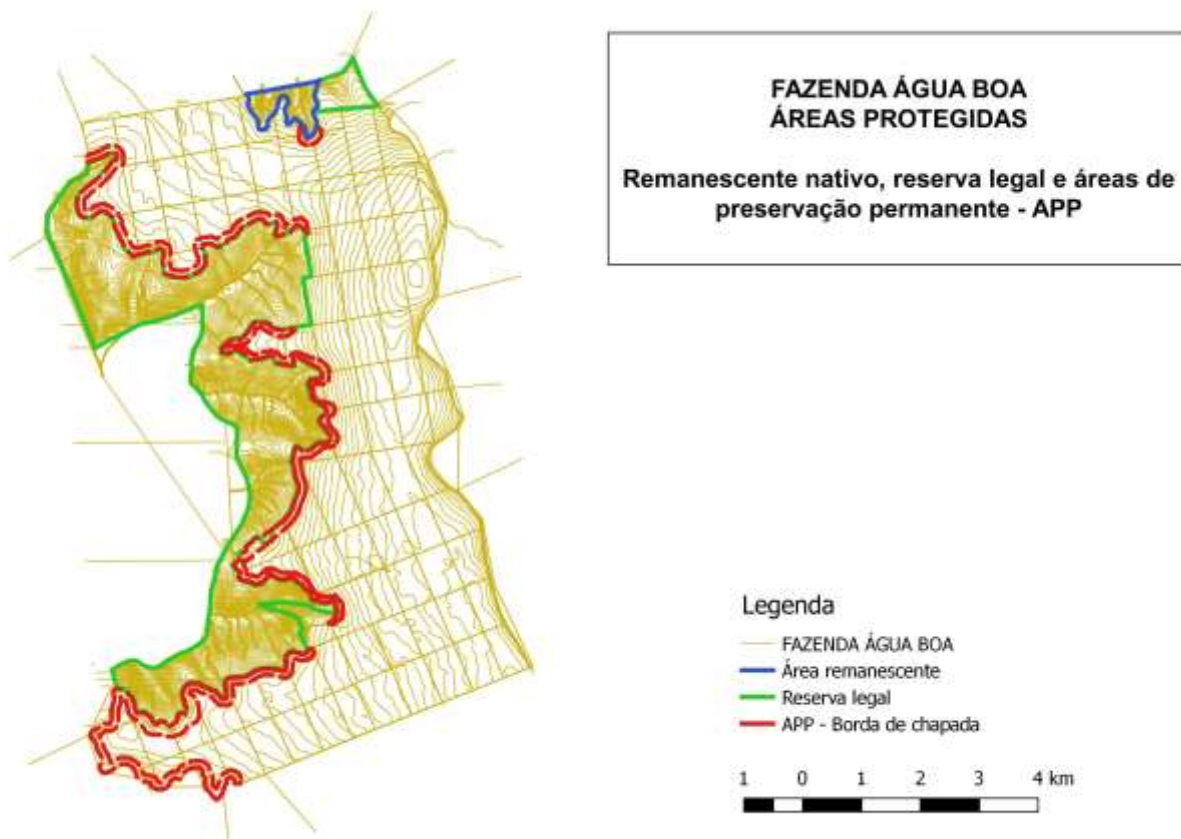 FAZENDA ÁGUA BOA
ÁREAS PROTEGIDAS
Remanescente nativo, reserva legal e áreas de
preservação permanente - APP
Legenda
FAZENDA ÁGUA BOA
Área remanescente
Reserva legal
APP - Borda de chapada
1 0 1 2 3 4 km